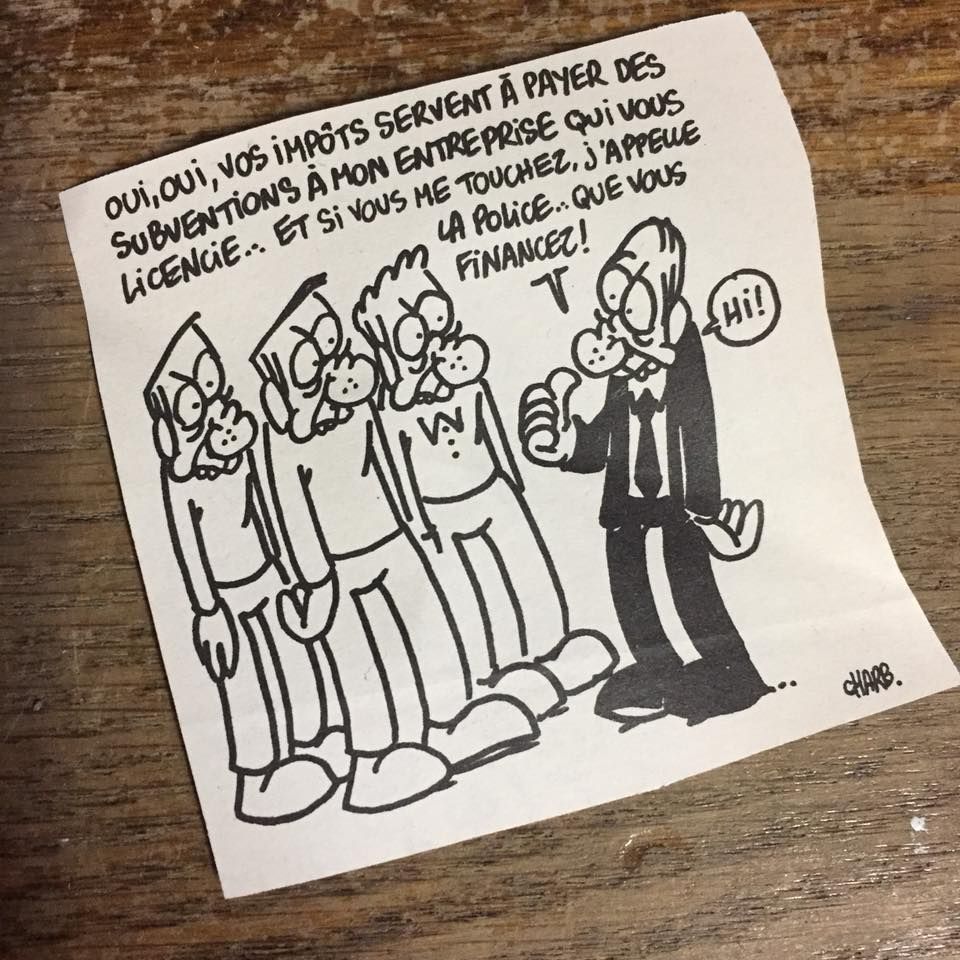 OUI, OUI, VOS iMPÔTS SERVENT À PAYER DES
SUBVENTIONS À MON ENTREPRISE QUI VOUS
LiCENCiE... ET SI VOUS ME TOUCHEZ, J'APPELLE
LA POLiCE... QUE VOUS
FiNANCEZ!
Hi!
CHARB.